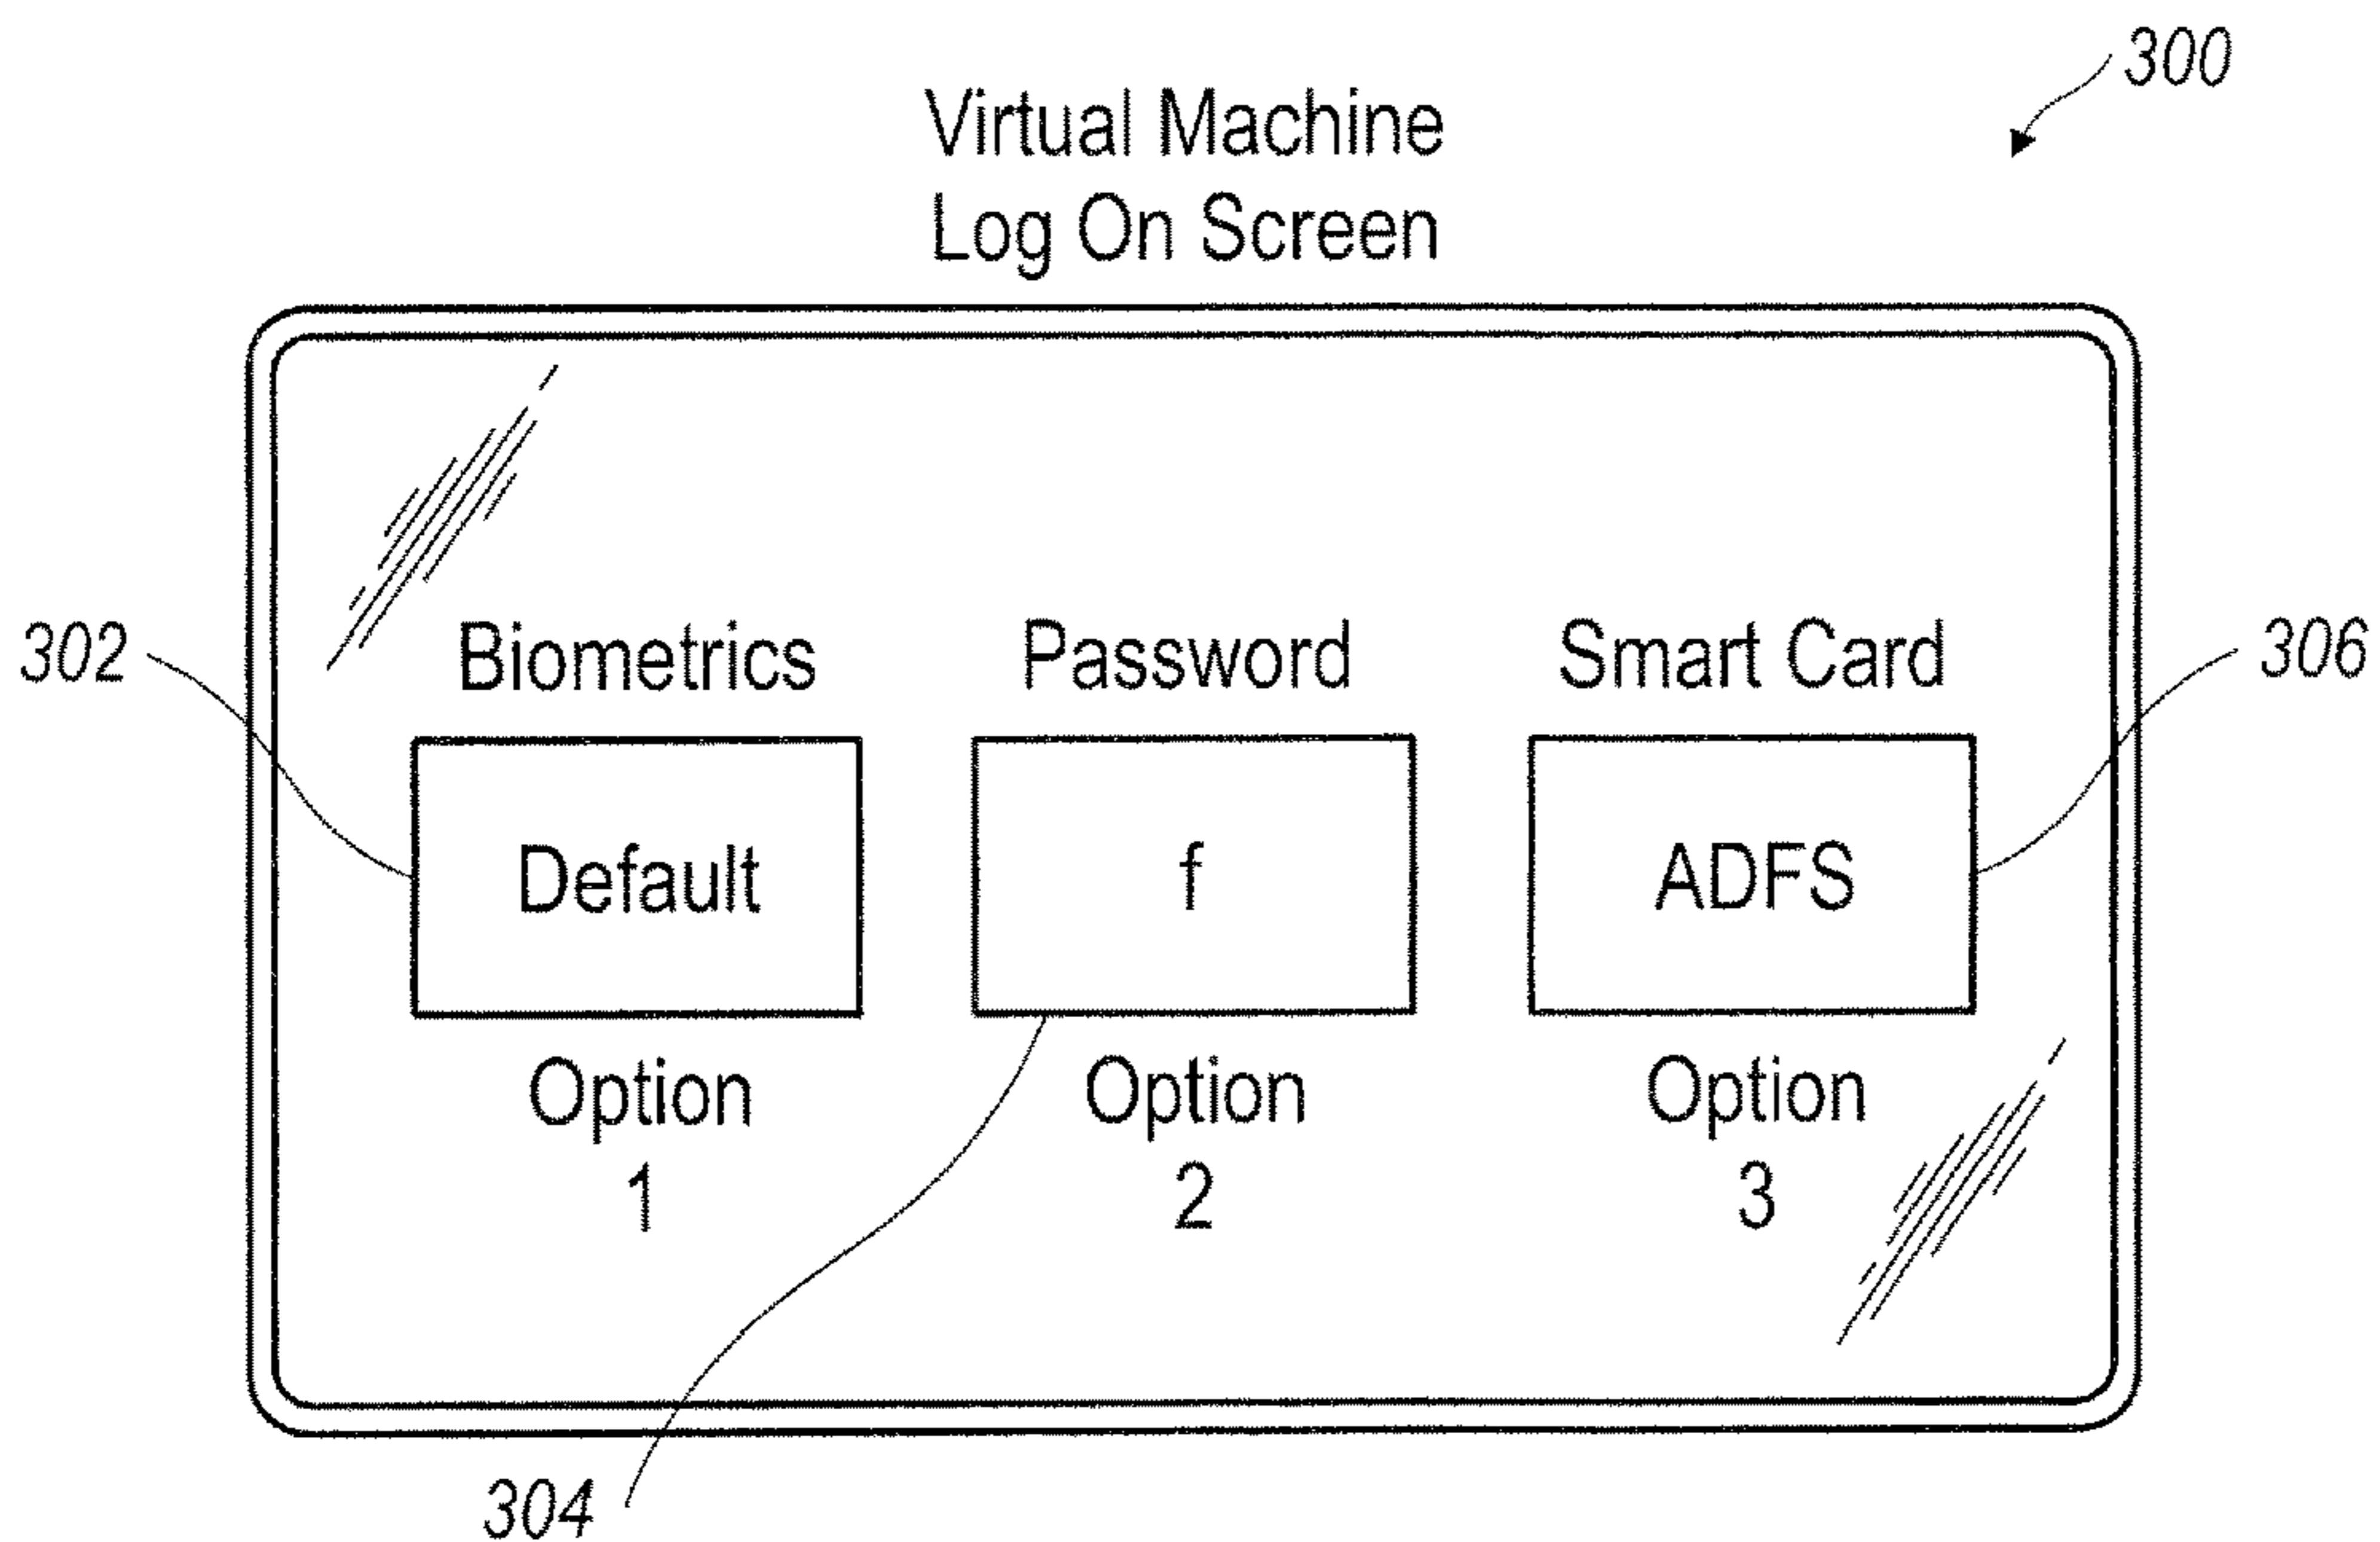 300
Virtual Machine
Log On Screen
302
Biometrics
Password
Smart Card
306
Default
f
ADFS
Option
1
Option
2
Option
3
304